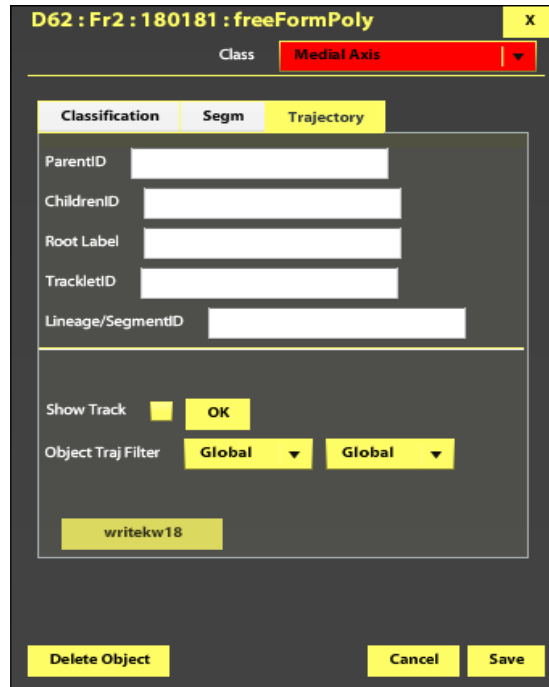 D62 : Fr2 : 180181 : freeFormPoly X
Class Medial Axis
Classification Segm Trajectory
ParentID
ChildrenID
Root Label
TrackletID
Lineage/SegmentID
Show Track OK
Object Traj Filter Global Global
writekw18
Delete Object Cancel Save